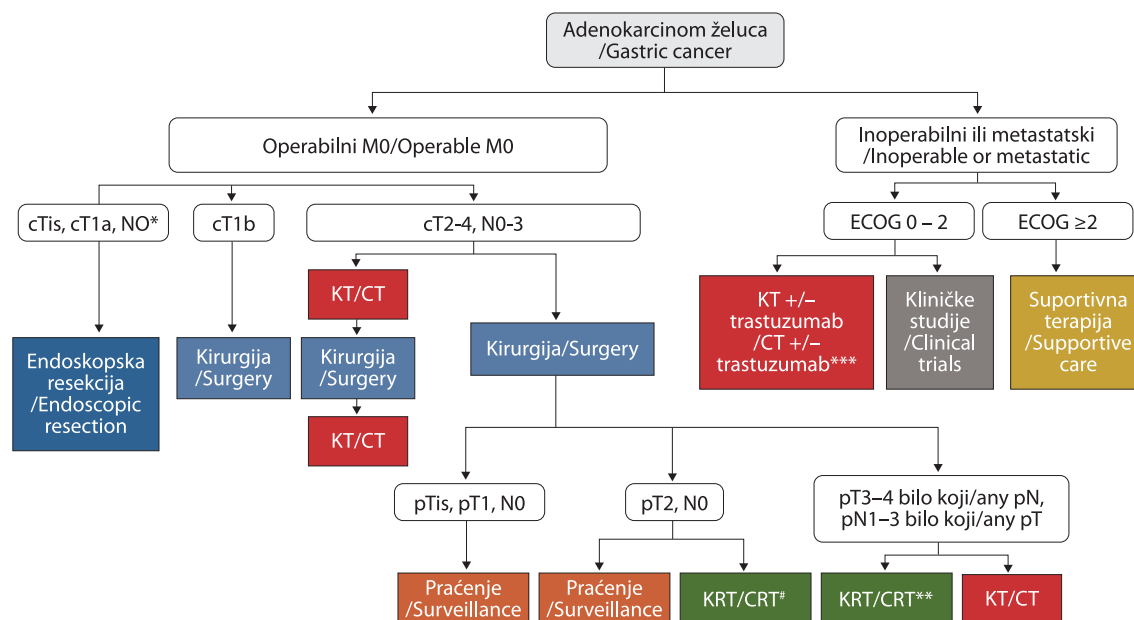 Adenokarcinom želuca
/Gastric cancer
Operabilni M0/Operable M0
Inoperabilni ili metastatski
/Inoperable or metastatic
cTis, cT1a, NO*
cT1b
cT2-4, N0-3
ECOG 0 – 2
ECOG ≥2
KT/CT
Kirurgija
/Surgery
KT/CT
Endoskopska
resekcija
/Endoscopic
resection
Kirurgija
/Surgery
Kirurgija/Surgery
KT +/–
trastuzumab
/CT +/–
trastuzumab***
Kliničke
studije
/Clinical
trials
Suportivna
terapija
/Supportive
care
pTis, pT1, N0
pT2, N0
pT3–4 bilo koji/any pN,
pN1–3 bilo koji/any pT
Praćenje
/Surveillance
Praćenje
/Surveillance
KRT/CRT#
KRT/CRT**
KT/CT